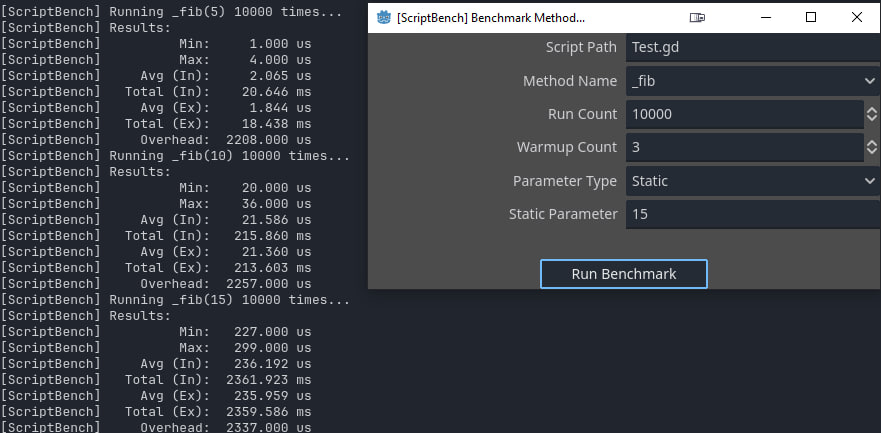 [ScriptBench] Running _fib(5) 10000 times...
[ScriptBench] Results:
[ScriptBench] Min: 1.000 us
[ScriptBench] Max: 4.000 us
[ScriptBench] Avg (In): 2.065 us
[ScriptBench] Total (In): 20.646 ms
[ScriptBench] Avg (Ex): 1.844 us
[ScriptBench] Total (Ex): 18.438 ms
[ScriptBench] Overhead: 2208.000 us
[ScriptBench] Running _fib(10) 10000 times...
[ScriptBench] Results:
[ScriptBench] Min: 20.000 us
[ScriptBench] Max: 36.000 us
[ScriptBench] Avg (In): 21.586 us
[ScriptBench] Total (In): 215.860 ms
[ScriptBench] Avg (Ex): 21.360 us
[ScriptBench] Total (Ex): 213.603 ms
[ScriptBench] Overhead: 2257.000 us
[ScriptBench] Running _fib(15) 10000 times...
[ScriptBench] Results:
[ScriptBench] Min: 227.000 us
[ScriptBench] Max: 299.000 us
[ScriptBench] Avg (In): 236.192 us
[ScriptBench] Total (In): 2361.923 ms
[ScriptBench] Avg (Ex): 235.959 us
[ScriptBench] Total (Ex): 2359.586 ms
[ScriptBench] Overhead: 2337.000 us
[ScriptBench] Benchmark Method...
Script Path Test.gd
Method Name _fib
Run Count 10000
Warmup Count 3
Parameter Type Static
Static Parameter 15
Run Benchmark